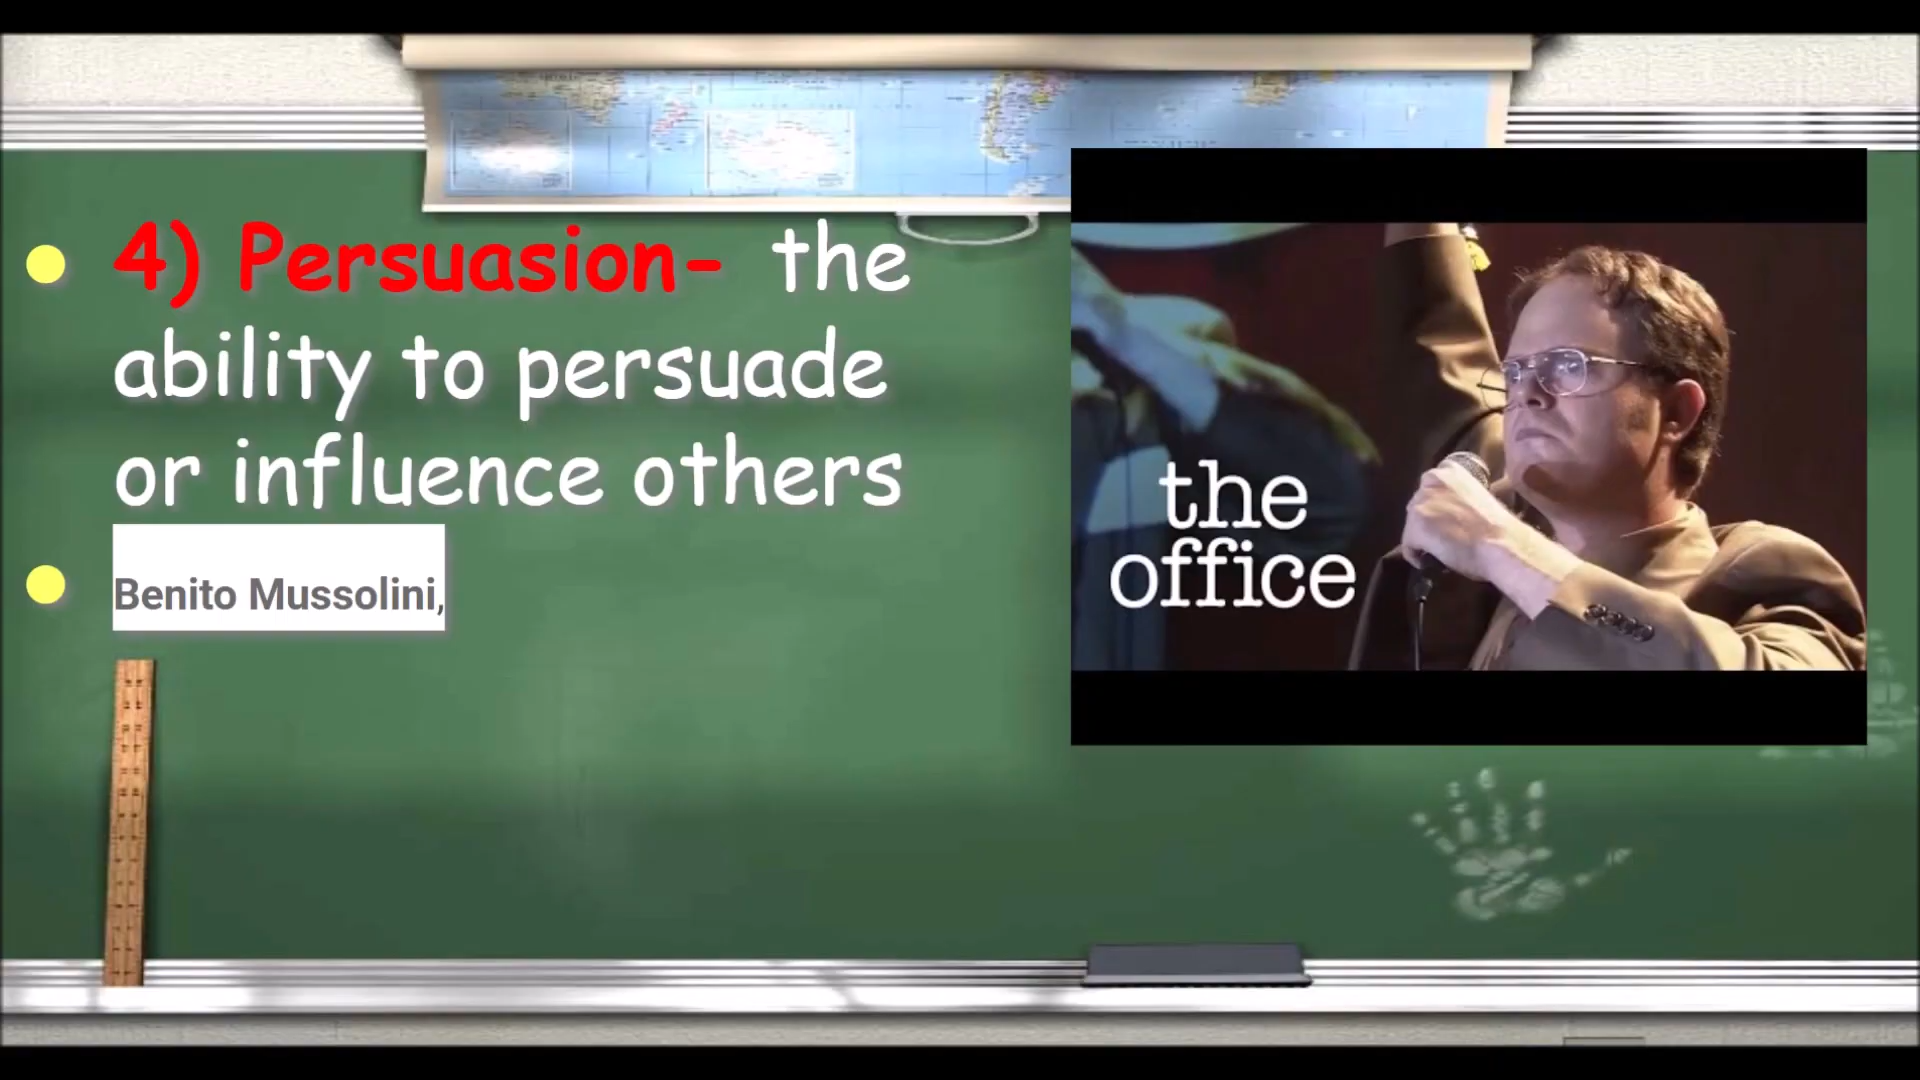 4) Persuasion- the
ability to persuade
or influence others
Benito Mussolini,
the
office